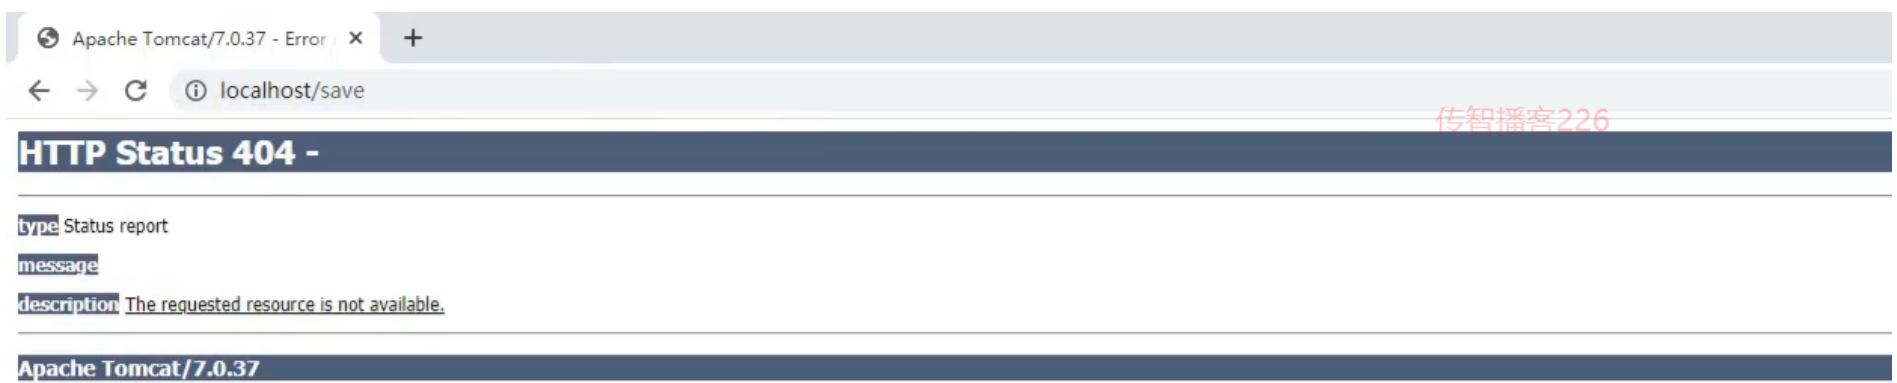 Apache Tomcat/7.0.37 - Error
localhost/save
传智播客226
HTTP Status 404 -
type Status report
message
description The requested resource is not available.
Apache Tomcat/7.0.37